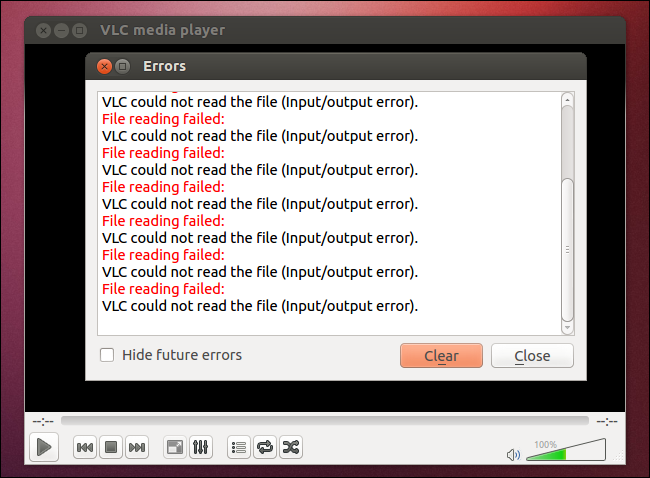 VLC media player
Errors
VLC could not read the file (Input/output error).
File reading failed:
VLC could not read the file (Input/output error).
File reading failed:
VLC could not read the file (Input/output error).
File reading failed:
VLC could not read the file (Input/output error).
File reading failed:
VLC could not read the file (Input/output error).
File reading failed:
VLC could not read the file (Input/output error).
File reading failed:
VLC could not read the file (Input/output error).
Hide future errors
Clear
Close
--:--
--:--
100%